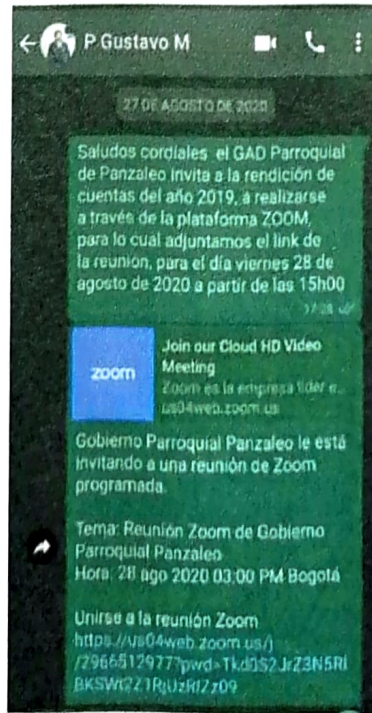 P Gustavo M
27 DE AGOSTO DE 2020
Saludos cordiales el GAD Parroquial
de Panzaleo invita a la rendición de
cuentas del año 2019, a realizarse
a través de la plataforma ZOOM,
para lo cual adjuntamos el link de
la reunión, para el día viernes 28 de
agosto de 2020 a partir de las 15h00
17:28
zoom
Join our Cloud HD Video
Meeting
Zoom es la empresa líder e...
us04web.zoom.us
Gobierno Parroquial Panzaleo le está
invitando a una reunión de Zoom
programada.
Tema: Reunión Zoom de Gobierno
Parroquial Panzaleo
Hora: 28 ago 2020 03:00 PM Bogotá
Unirse a la reunión Zoom
https://us04web.zoom.us/j